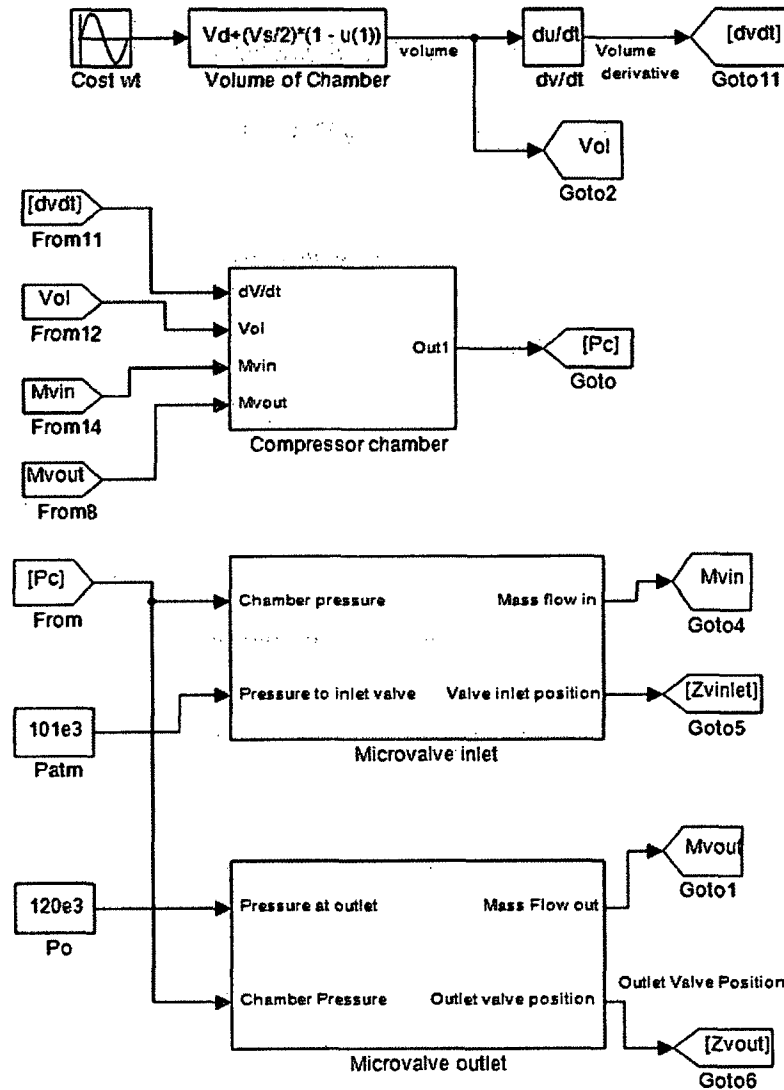 Cost wt
Vd+(Vs/2)*(1 - u(1))
Volume of Chamber
volume
du/dt
dv/dt
Volume
derivative
[dvdt]
Goto11
Vol
Goto2
[dvdt]
From11
Vol
From12
Mvin
From14
Mvout
From8
dV/dt
Vol
Mvin
Mvout
Out1
Compressor chamber
[Pc]
Goto
[Pc]
From
101e3
Patm
Chamber pressure
Pressure to inlet valve
Mass flow in
Valve inlet position
Microvalve inlet
Mvin
Goto4
[Zvinlet]
Goto5
120e3
Po
Pressure at outlet
Chamber Pressure
Mass Flow out
Outlet valve position
Microvalve outlet
Mvout
Goto1
Outlet Valve Position
[Zvout]
Goto6